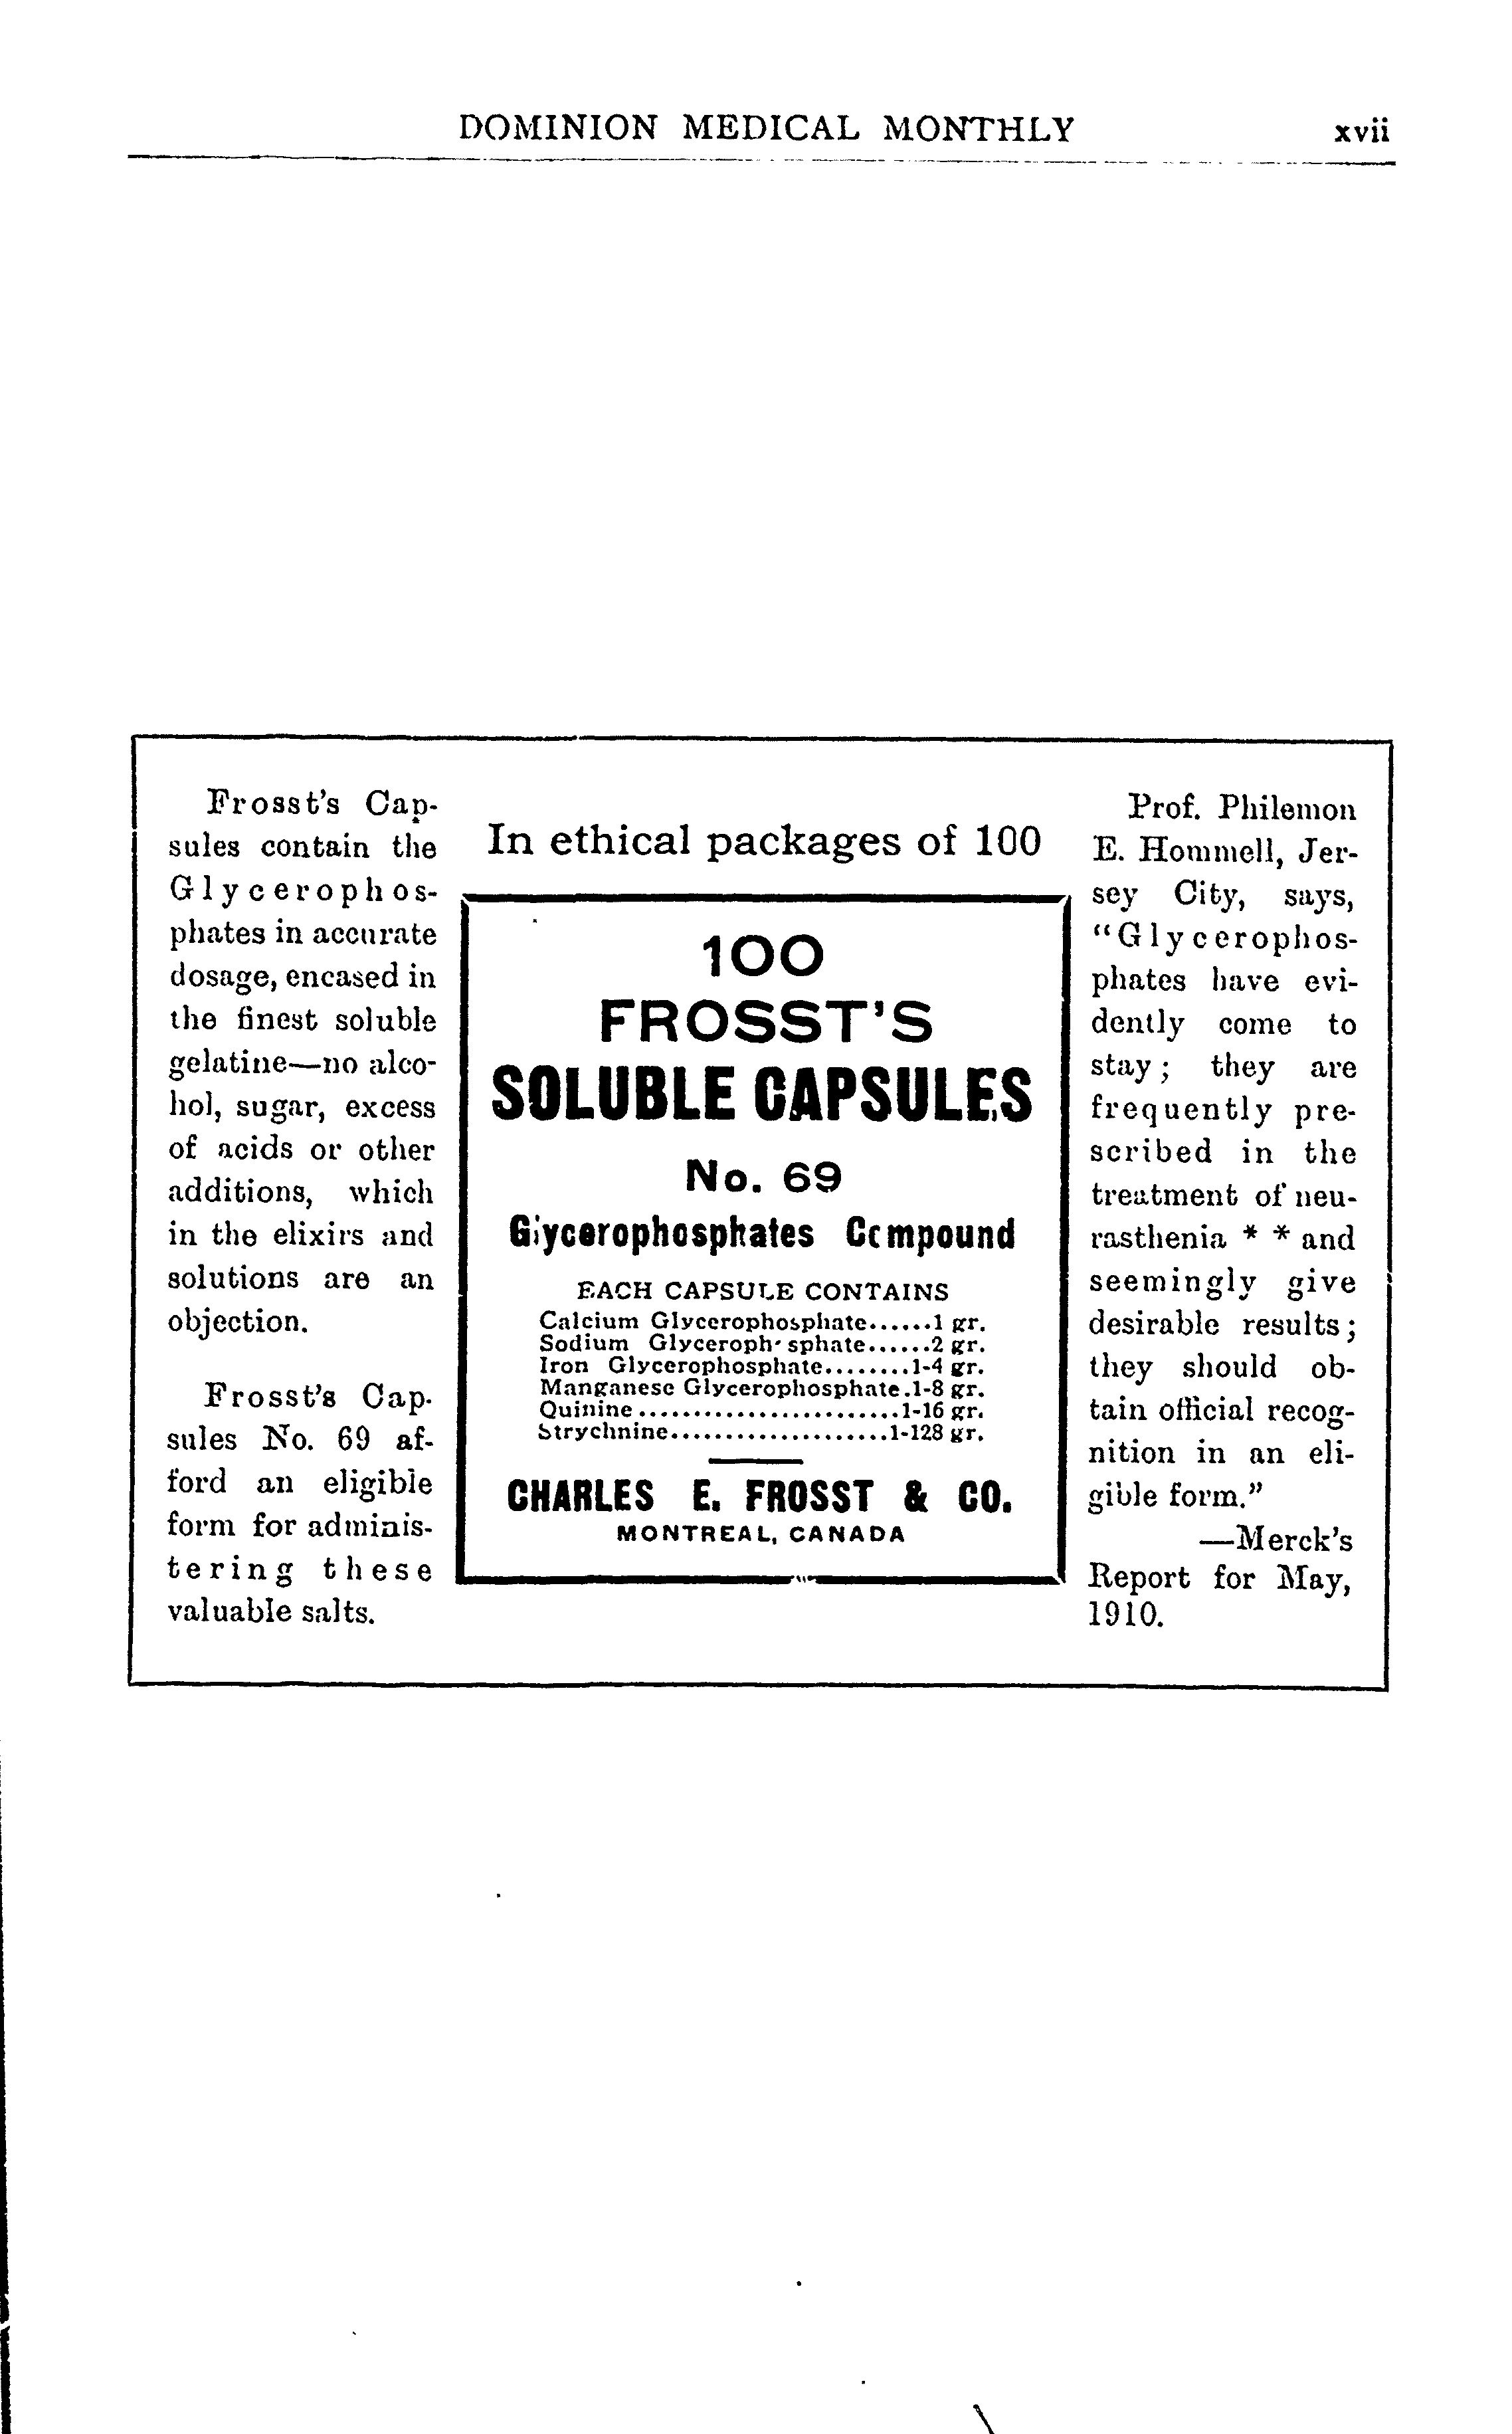 DOMINION MEDICAL MONTHLY xvii
Frosst's Cap-
sules contain the
Glycerophos-
phates in accurate
dosage, encased in
the finest soluble
gelatine—no alco-
hol, sugar, excess
of acids or other
additions, which
in the elixirs and
solutions are an
objection.
Frosst's Cap-
sules No. 69 af-
ford an eligible
form for adminis-
tering these
valuable salts.
In ethical packages of 100
100
FROSST'S
SOLUBLE CAPSULES
No. 69
Glycerophosphates Compound
EACH CAPSULE CONTAINS
Calcium Glycerophosphate......1 gr.
Sodium Glycerophosphate......2 gr.
Iron Glycerophosphate........1-4 gr.
Manganese Glycerophosphate.1-8 gr.
Quinine........................1-16 gr.
Strychnine....................1-128 gr.
CHARLES E. FROSST & CO.
MONTREAL, CANADA
Prof. Philemon
E. Hommell, Jer-
sey City, says,
"Glycerophos-
phates have evi-
dently come to
stay; they are
frequently pre-
scribed in the
treatment of neu-
rasthenia * * and
seemingly give
desirable results;
they should ob-
tain official recog-
nition in an eli-
gible form."
—Merck's
Report for May,
1910.